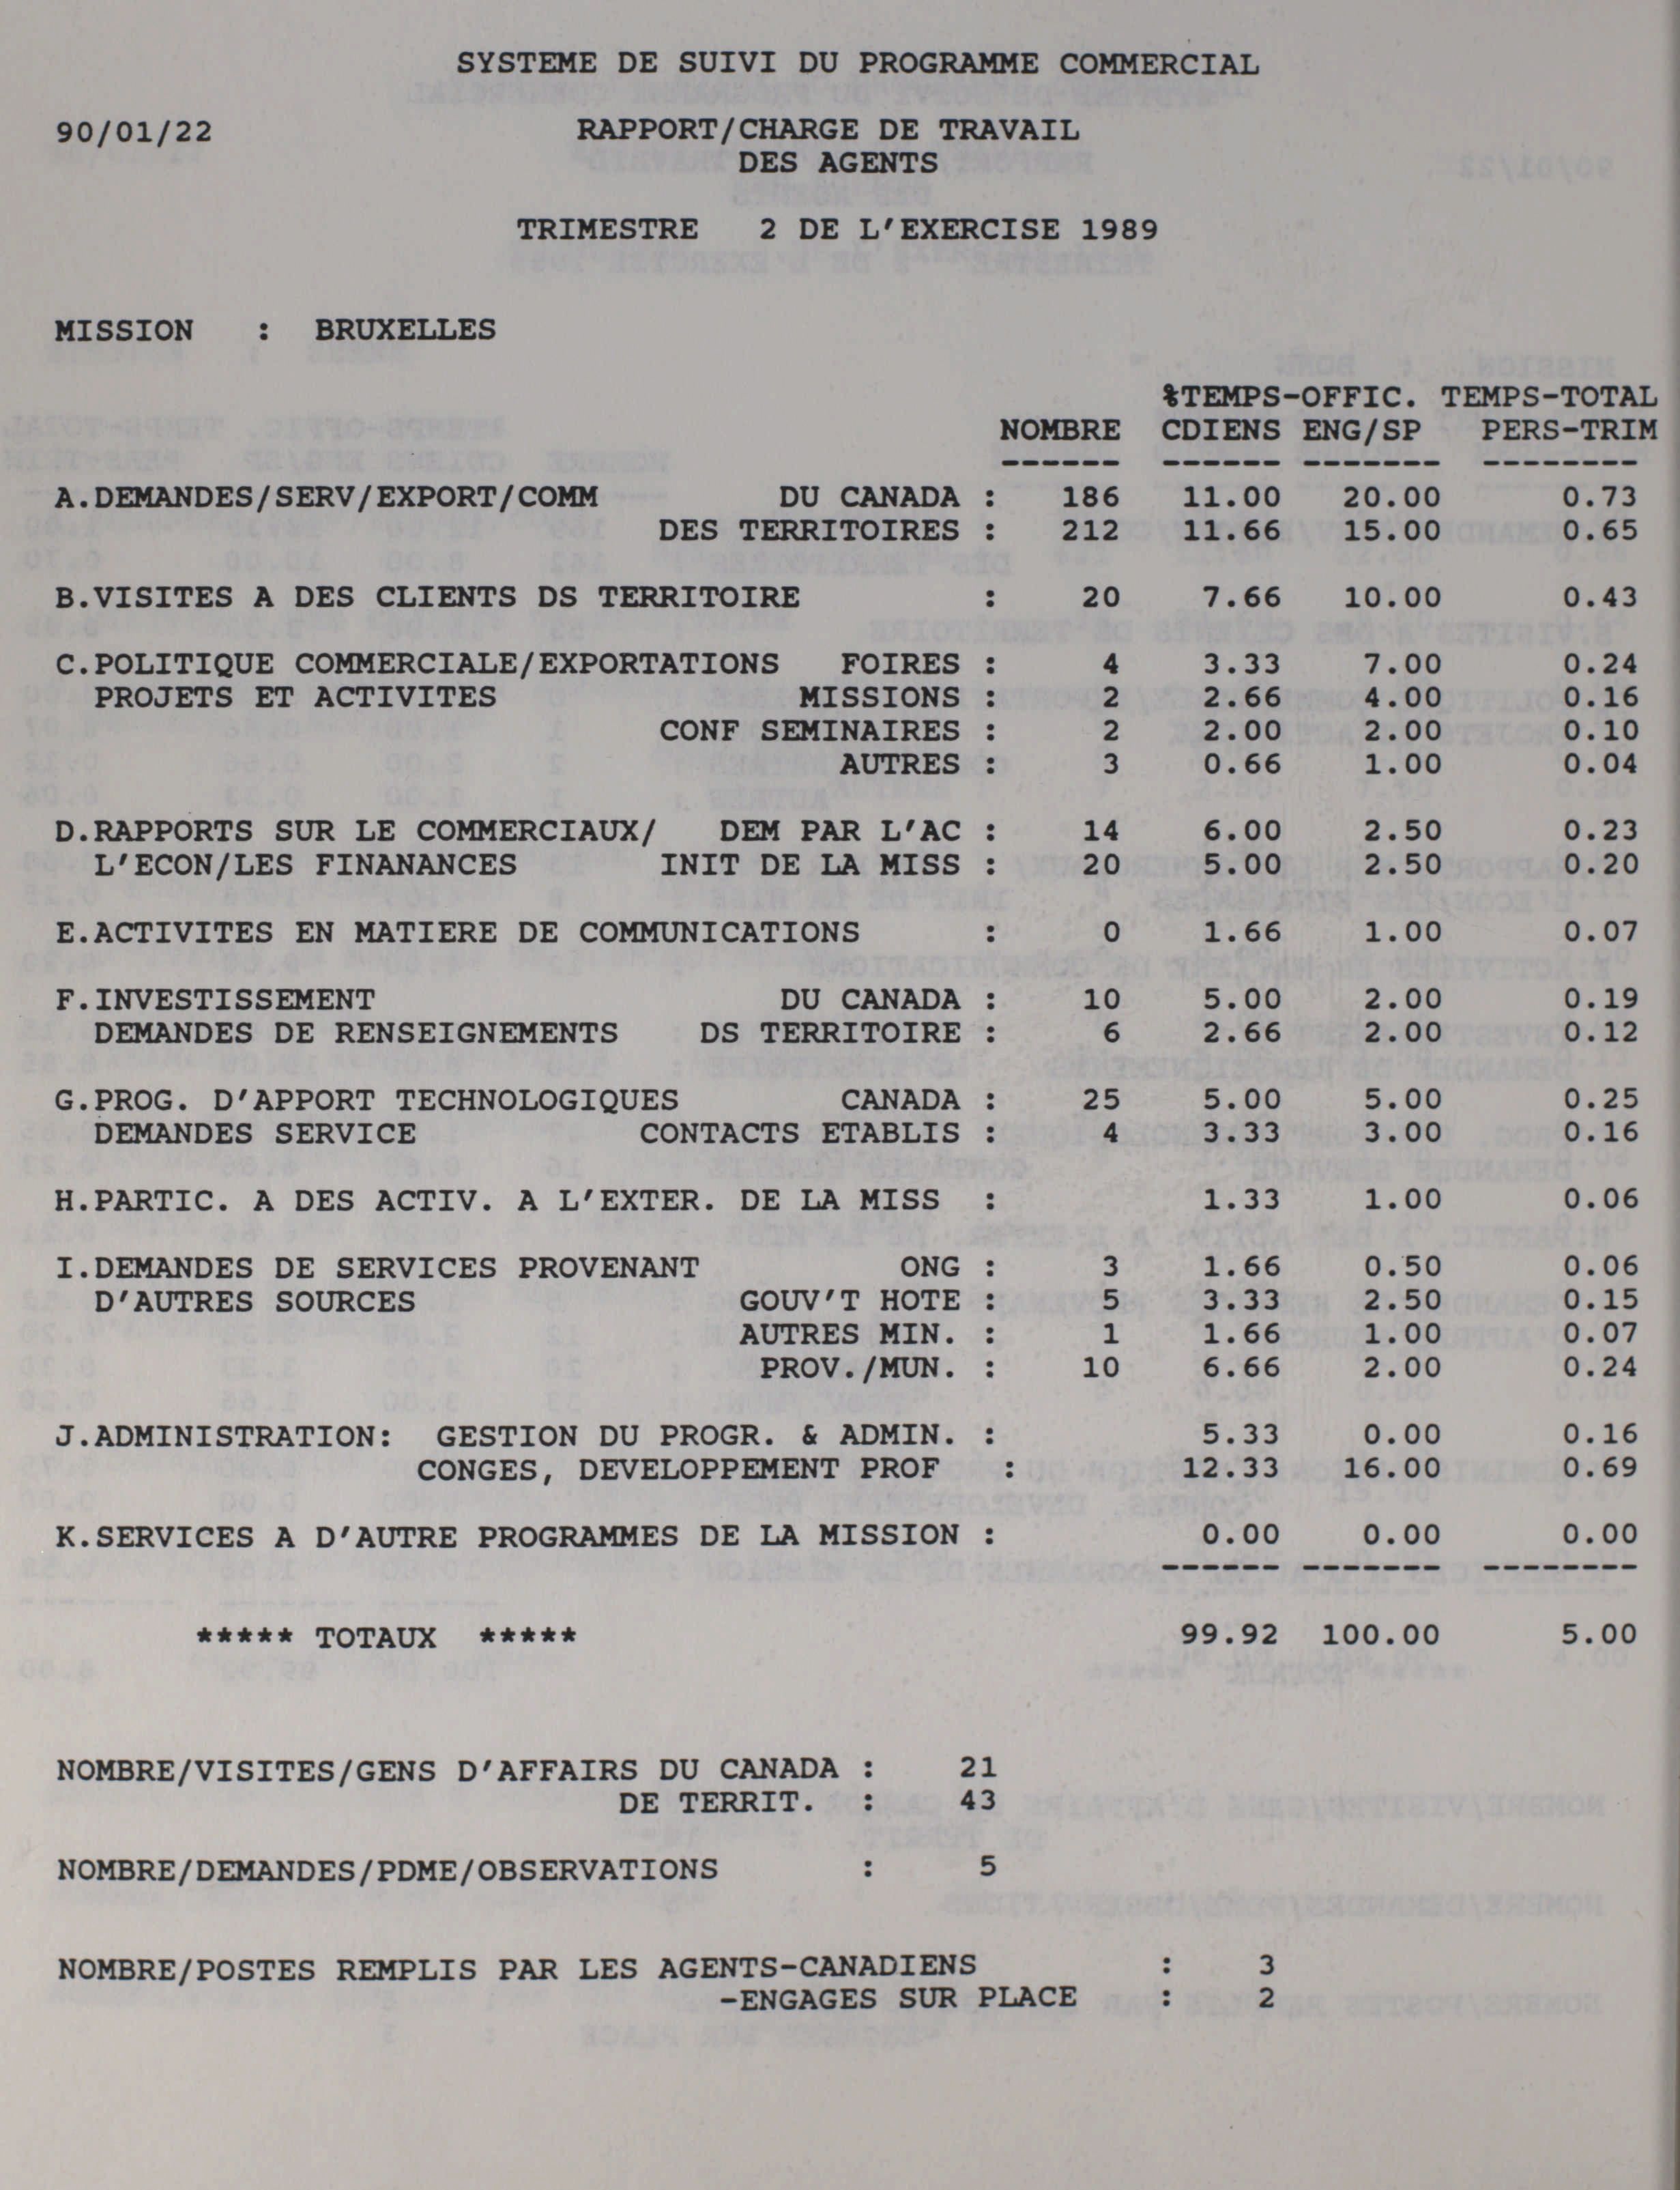 SYSTEME DE SUIVI DU PROGRAMME COMMERCIAL
90/01/22 RAPPORT/CHARGE DE TRAVAIL
DES AGENTS
TRIMESTRE 2 DE L'EXERCISE 1989
MISSION : BRUXELLES
%TEMPS-OFFIC. TEMPS-TOTAL
NOMBRE CDIENS ENG/SP PERS-TRIM
------ ------ ------- --------
A.DEMANDES/SERV/EXPORT/COMM DU CANADA : 186 11.00 20.00 0.73
DES TERRITOIRES : 212 11.66 15.00 0.65
B.VISITES A DES CLIENTS DS TERRITOIRE : 20 7.66 10.00 0.43
C.POLITIQUE COMMERCIALE/EXPORTATIONS FOIRES : 4 3.33 7.00 0.24
PROJETS ET ACTIVITES MISSIONS : 2 2.66 4.00 0.16
CONF SEMINAIRES : 2 2.00 2.00 0.10
AUTRES : 3 0.66 1.00 0.04
D.RAPPORTS SUR LE COMMERCIAUX/ DEM PAR L'AC : 14 6.00 2.50 0.23
L'ECON/LES FINANANCES INIT DE LA MISS : 20 5.00 2.50 0.20
E.ACTIVITES EN MATIERE DE COMMUNICATIONS : 0 1.66 1.00 0.07
F.INVESTISSEMENT DU CANADA : 10 5.00 2.00 0.19
DEMANDES DE RENSEIGNEMENTS DS TERRITOIRE : 6 2.66 2.00 0.12
G.PROG. D'APPORT TECHNOLOGIQUES CANADA : 25 5.00 5.00 0.25
DEMANDES SERVICE CONTACTS ETABLIS : 4 3.33 3.00 0.16
H.PARTIC. A DES ACTIV. A L'EXTER. DE LA MISS : 1.33 1.00 0.06
I.DEMANDES DE SERVICES PROVENANT ONG : 3 1.66 0.50 0.06
D'AUTRES SOURCES GOUV'T HOTE : 5 3.33 2.50 0.15
AUTRES MIN. : 1 1.66 1.00 0.07
PROV./MUN. : 10 6.66 2.00 0.24
J.ADMINISTRATION: GESTION DU PROGR. & ADMIN. : 5.33 0.00 0.16
CONGES, DEVELOPPEMENT PROF : 12.33 16.00 0.69
K.SERVICES A D'AUTRE PROGRAMMES DE LA MISSION : 0.00 0.00 0.00
------ ------- --------
***** TOTAUX ***** 99.92 100.00 5.00
NOMBRE/VISITES/GENS D'AFFAIRS DU CANADA : 21
DE TERRIT. : 43
NOMBRE/DEMANDES/PDME/OBSERVATIONS : 5
NOMBRE/POSTES REMPLIS PAR LES AGENTS-CANADIENS : 3
-ENGAGES SUR PLACE : 2